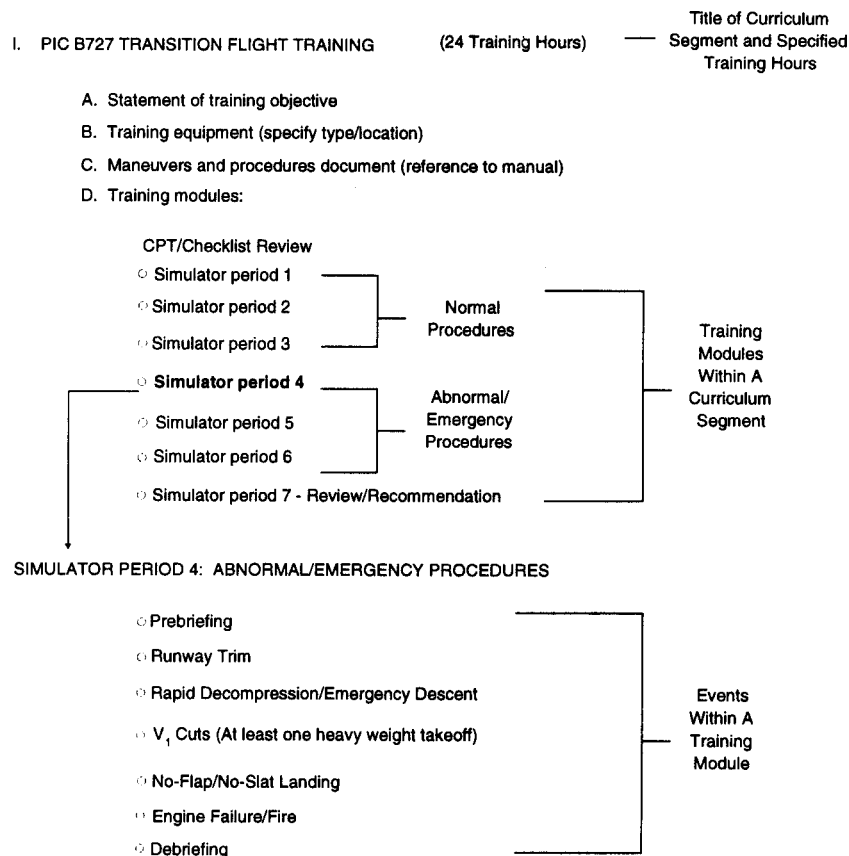 I. PIC B727 TRANSITION FLIGHT TRAINING (24 Training Hours) Title of Curriculum Segment and Specified Training Hours
A. Statement of training objective
B. Training equipment (specify type/location)
C. Maneuvers and procedures document (reference to manual)
D. Training modules:
CPT/Checklist Review
Simulator period 1
Simulator period 2
Simulator period 3
Normal
Procedures
Simulator period 4
Simulator period 5
Simulator period 6
Abnormal/
Emergency
Procedures
Simulator period 7 - Review/Recommendation
Training
Modules
Within A
Curriculum
Segment
SIMULATOR PERIOD 4: ABNORMAL/EMERGENCY PROCEDURES
Prebriefing
Runway Trim
Rapid Decompression/Emergency Descent
V1 Cuts (At least one heavy weight takeoff)
No-Flap/No-Slat Landing
Engine Failure/Fire
Debriefing
Events
Within A
Training
Module